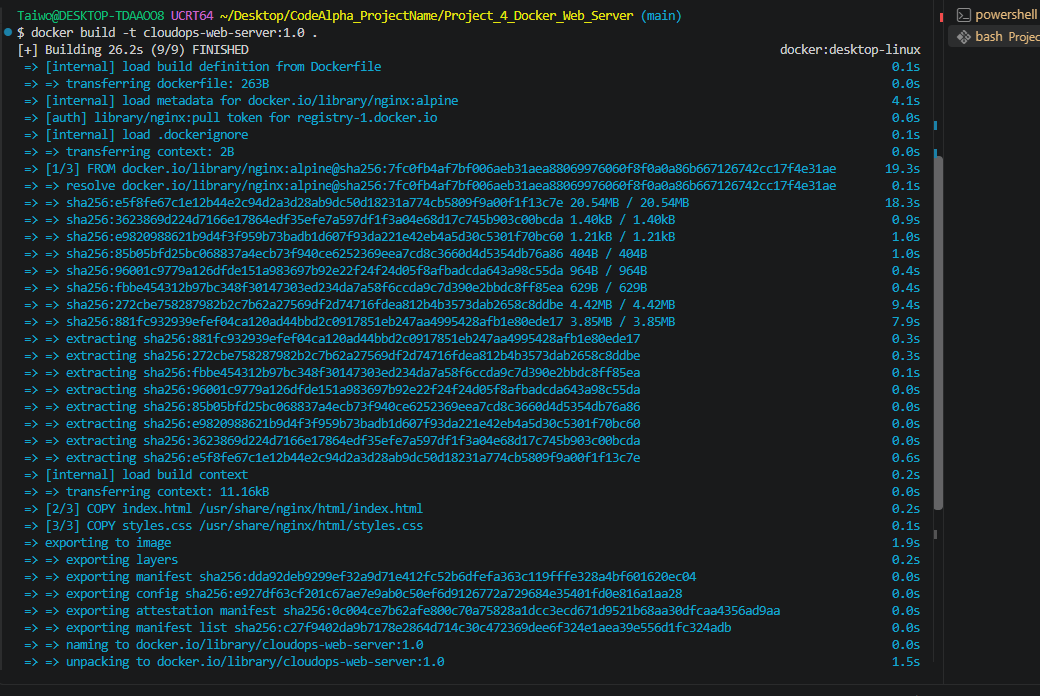 Taiwo@DESKTOP-TDAAOO8 UCRT64 ~/Desktop/CodeAlpha_ProjectName/Project_4_Docker_Web_Server (main)
$ docker build -t cloudops-web-server:1.0 .
[+] Building 26.2s (9/9) FINISHED docker:desktop-linux
=> [internal] load build definition from Dockerfile 0.1s
=> => transferring dockerfile: 263B 0.0s
=> [internal] load metadata for docker.io/library/nginx:alpine 4.1s
=> [auth] library/nginx:pull token for registry-1.docker.io 0.0s
=> [internal] load .dockerignore 0.1s
=> => transferring context: 2B 0.0s
=> [1/3] FROM docker.io/library/nginx:alpine@sha256:7fc0fb4af7bf006aeb31aea88069976060f8f0a0a86b667126742cc17f4e31ae 19.3s
=> => resolve docker.io/library/nginx:alpine@sha256:7fc0fb4af7bf006aeb31aea88069976060f8f0a0a86b667126742cc17f4e31ae 0.1s
=> => sha256:e5f8fe67c1e12b44e2c94d2a3d28ab9dc50d18231a774cb5809f9a00f1f13c7e 20.54MB / 20.54MB 18.3s
=> => sha256:3623869d224d7166e17864edf35efe7a597df1f3a04e68d17c745b903c00bcda 1.40kB / 1.40kB 0.9s
=> => sha256:e9820988621b9d4f3f959b73badb1d607f93da221e42eb4a5d30c5301f70bc60 1.21kB / 1.21kB 1.0s
=> => sha256:85b05bfd25bc068837a4ecb73f940ce6252369eea7cd8c3660d4d5354db76a86 404B / 404B 1.0s
=> => sha256:96001c9779a126dfde151a983697b92e22f24f24d05f8afbadcda643a98c55da 964B / 964B 0.4s
=> => sha256:fbbe454312b97bc348f30147303ed234da7a58f6ccda9c7d390e2bbdc8ff85ea 629B / 629B 0.4s
=> => sha256:272cbe758287982b2c7b62a27569df2d74716fdea812b4b3573dab2658c8ddbe 4.42MB / 4.42MB 9.4s
=> => sha256:881fc932939efef04ca120ad44bbd2c0917851eb247aa4995428afb1e80ede17 3.85MB / 3.85MB 7.9s
=> => extracting sha256:881fc932939efef04ca120ad44bbd2c0917851eb247aa4995428afb1e80ede17 0.3s
=> => extracting sha256:272cbe758287982b2c7b62a27569df2d74716fdea812b4b3573dab2658c8ddbe 0.3s
=> => extracting sha256:fbbe454312b97bc348f30147303ed234da7a58f6ccda9c7d390e2bbdc8ff85ea 0.1s
=> => extracting sha256:96001c9779a126dfde151a983697b92e22f24f24d05f8afbadcda643a98c55da 0.0s
=> => extracting sha256:85b05bfd25bc068837a4ecb73f940ce6252369eea7cd8c3660d4d5354db76a86 0.0s
=> => extracting sha256:e9820988621b9d4f3f959b73badb1d607f93da221e42eb4a5d30c5301f70bc60 0.0s
=> => extracting sha256:3623869d224d7166e17864edf35efe7a597df1f3a04e68d17c745b903c00bcda 0.0s
=> => extracting sha256:e5f8fe67c1e12b44e2c94d2a3d28ab9dc50d18231a774cb5809f9a00f1f13c7e 0.6s
=> [internal] load build context 0.2s
=> => transferring context: 11.16kB 0.0s
=> [2/3] COPY index.html /usr/share/nginx/html/index.html 0.2s
=> [3/3] COPY styles.css /usr/share/nginx/html/styles.css 0.1s
=> exporting to image 1.9s
=> => exporting layers 0.2s
=> => exporting manifest sha256:dda92deb9299ef32a9d71e412fc52b6dfefa363c119fffe328a4bf601620ec04 0.0s
=> => exporting config sha256:e927df63cf201c67ae7e9ab0c50ef6d9126772a729684e35401fd0e816a1aa28 0.0s
=> => exporting attestation manifest sha256:0c004ce7b62afe800c70a75828a1dcc3ecd671d9521b68aa30dfcaa4356ad9aa 0.0s
=> => exporting manifest list sha256:c27f9402da9b7178e2864d714c30c472369dee6f324e1aea39e556d1fc324adb 0.0s
=> => naming to docker.io/library/cloudops-web-server:1.0 0.0s
=> => unpacking to docker.io/library/cloudops-web-server:1.0 1.5s
powershell
bash Projec